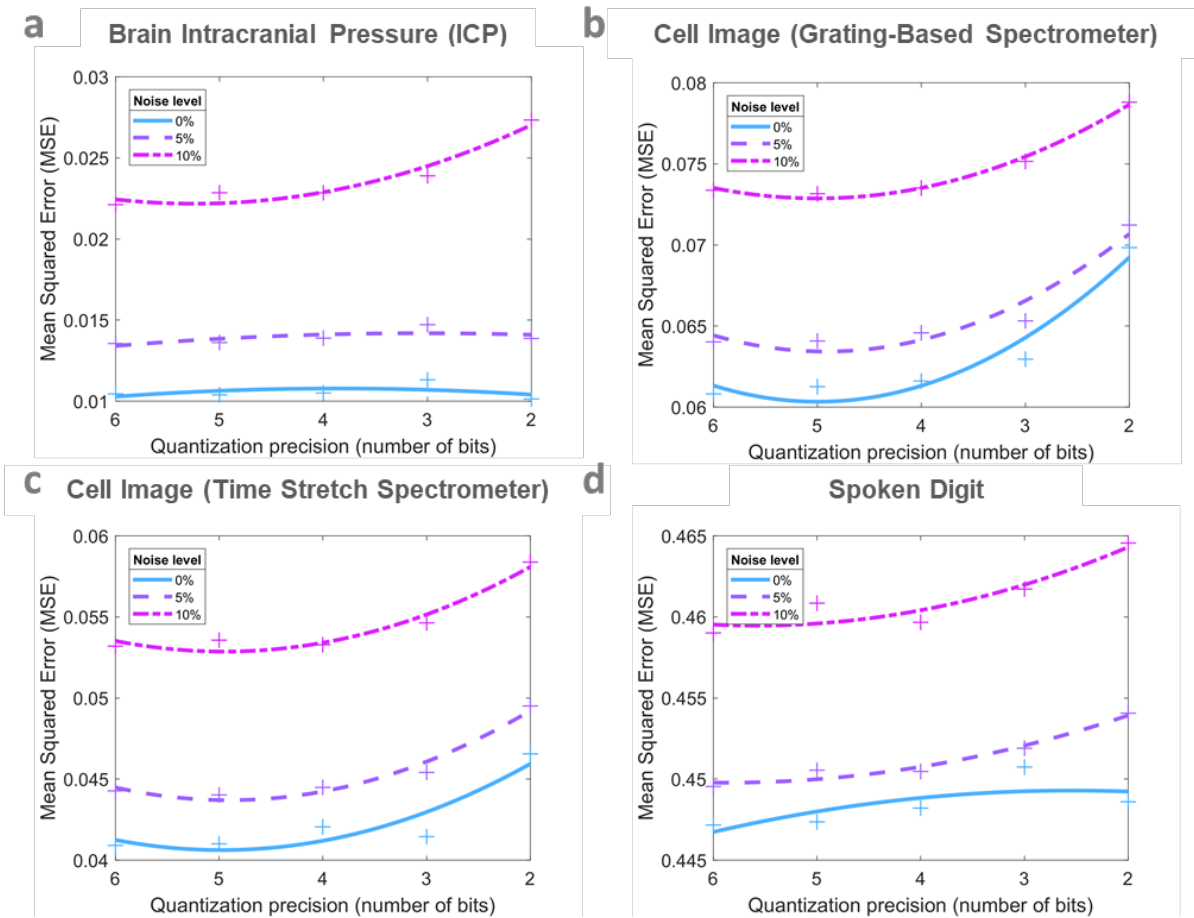 a
Brain Intracranial Pressure (ICP)
0.03
0.025
0.02
0.015
0.01
Mean Squared Error (MSE)
Noise level
0%
5%
10%
6 5 4 3 2
Quantization precision (number of bits)
b
Cell Image (Grating-Based Spectrometer)
0.08
0.075
0.07
0.065
0.06
Mean Squared Error (MSE)
Noise level
0%
5%
10%
6 5 4 3 2
Quantization precision (number of bits)
c
Cell Image (Time Stretch Spectrometer)
0.06
0.055
0.05
0.045
0.04
Mean Squared Error (MSE)
Noise level
0%
5%
10%
6 5 4 3 2
Quantization precision (number of bits)
d
Spoken Digit
0.465
0.46
0.455
0.45
0.445
Mean Squared Error (MSE)
Noise level
0%
5%
10%
6 5 4 3 2
Quantization precision (number of bits)